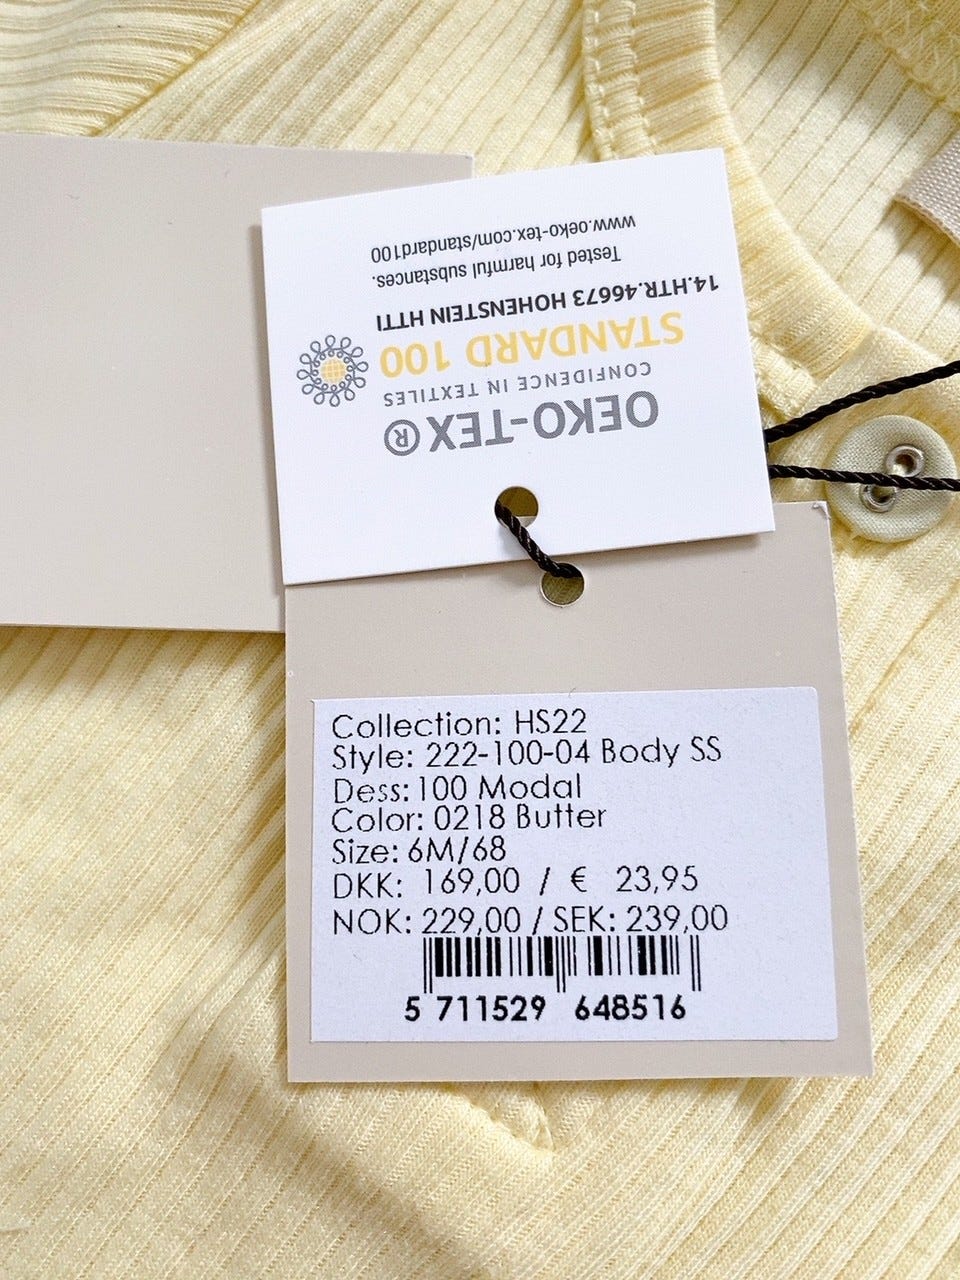 OEKO-TEX®
CONFIDENCE IN TEXTILES
STANDARD 100
14.HTR.46673 HOHENSTEIN HTTI
Tested for harmful substances.
www.oeko-tex.com/standard100
Collection: HS22
Style: 222-100-04 Body SS
Dess: 100 Modal
Color: 0218 Butter
Size: 6M/68
DKK: 169,00 / € 23,95
NOK: 229,00 / SEK: 239,00
5 711529 648516